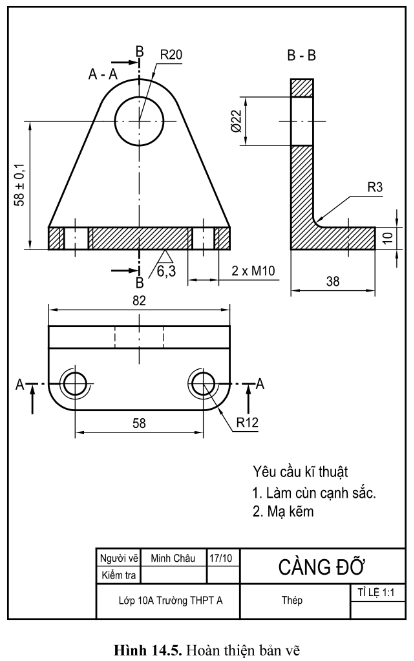 B
R20
B - B
A - A
Ø22
58 ± 0,1
R3
10
B
6,3
2 x M10
38
82
A
A
58
R12
Yêu cầu kĩ thuật
1. Làm cùn cạnh sắc.
2. Mạ kẽm
Người vẽ Minh Châu 17/10
Kiểm tra
CÀNG ĐỠ
Lớp 10A Trường THPT A
Thép
TỈ LỆ 1:1
Hình 14.5. Hoàn thiện bản vẽ